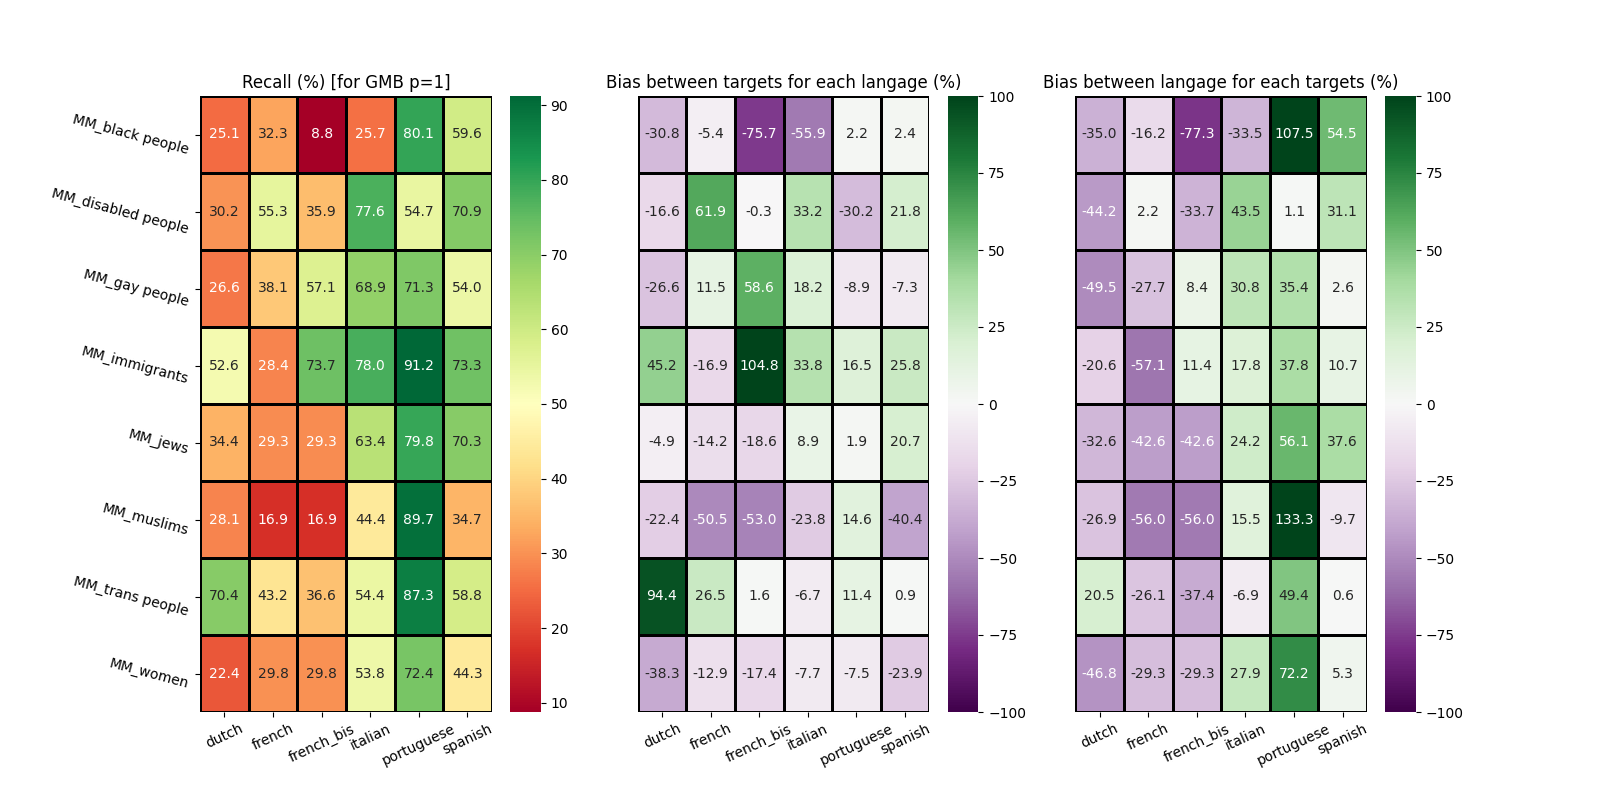 Recall (%) [for GMB p=1]
Bias between targets for each langage (%)
Bias between langage for each targets (%)
MM_black people
25.1 32.3 8.8 25.7 80.1 59.6
-30.8 -5.4 -75.7 -55.9 2.2 2.4
-35.0 -16.2 -77.3 -33.5 107.5 54.5
MM_disabled people
30.2 55.3 35.9 77.6 54.7 70.9
-16.6 61.9 -0.3 33.2 -30.2 21.8
-44.2 2.2 -33.7 43.5 1.1 31.1
MM_gay people
26.6 38.1 57.1 68.9 71.3 54.0
-26.6 11.5 58.6 18.2 -8.9 -7.3
-49.5 -27.7 8.4 30.8 35.4 2.6
MM_immigrants
52.6 28.4 73.7 78.0 91.2 73.3
45.2 -16.9 104.8 33.8 16.5 25.8
-20.6 -57.1 11.4 17.8 37.8 10.7
MM_jews
34.4 29.3 29.3 63.4 79.8 70.3
-4.9 -14.2 -18.6 8.9 1.9 20.7
-32.6 -42.6 -42.6 24.2 56.1 37.6
MM_muslims
28.1 16.9 16.9 44.4 89.7 34.7
-22.4 -50.5 -53.0 -23.8 14.6 -40.4
-26.9 -56.0 -56.0 15.5 133.3 -9.7
MM_trans people
70.4 43.2 36.6 54.4 87.3 58.8
94.4 26.5 1.6 -6.7 11.4 0.9
20.5 -26.1 -37.4 -6.9 49.4 0.6
MM_women
22.4 29.8 29.8 53.8 72.4 44.3
-38.3 -12.9 -17.4 -7.7 -7.5 -23.9
-46.8 -29.3 -29.3 27.9 72.2 5.3
dutch french french_bis italian portuguese spanish
dutch french french_bis italian portuguese spanish
dutch french french_bis italian portuguese spanish
90
80
70
60
50
40
30
20
10
100
75
50
25
0
−25
−50
−75
−100
100
75
50
25
0
−25
−50
−75
−100